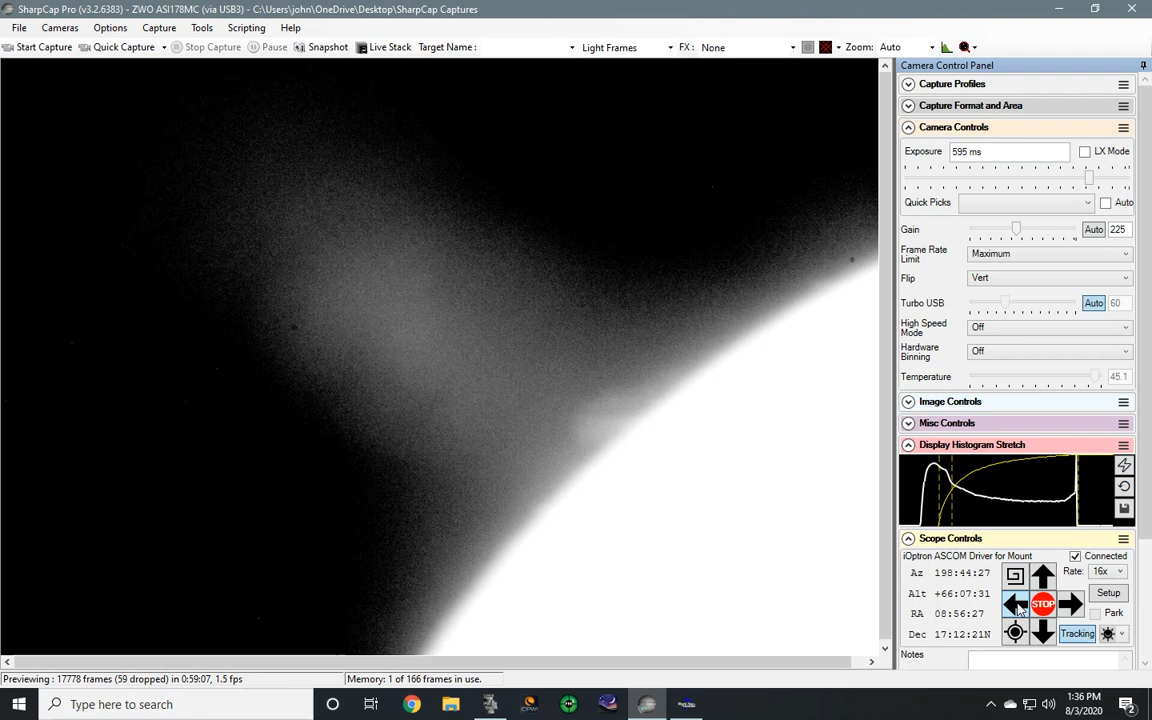 SharpCap Pro (v3.2.6383) - ZWO ASI178MC (via USB3) - C:\Users\john\OneDrive\Desktop\SharpCap Captures
File Cameras Options Capture Tools Scripting Help
Start Capture Quick Capture Stop Capture Pause Snapshot Live Stack Target Name : Light Frames FX : None Zoom: Auto
Camera Control Panel
Capture Profiles
Capture Format and Area
Camera Controls
Exposure 595 ms LX Mode
Quick Picks Auto
Gain Auto 225
Frame Rate Limit Maximum
Flip Vert
Turbo USB Auto 60
High Speed Mode Off
Hardware Binning Off
Temperature 45.1
Image Controls
Misc Controls
Display Histogram Stretch
Scope Controls
iOptron ASCOM Driver for Mount Connected
Az 198:44:27 Rate: 16x
Alt +66:07:31 STOP Setup
RA 08:56:27 Park
Dec 17:12:21N Tracking
Notes
Previewing : 17778 frames (59 dropped) in 0:59:07, 1.5 fps Memory: 1 of 166 frames in use.
Type here to search
1:36 PM
8/3/2020
2